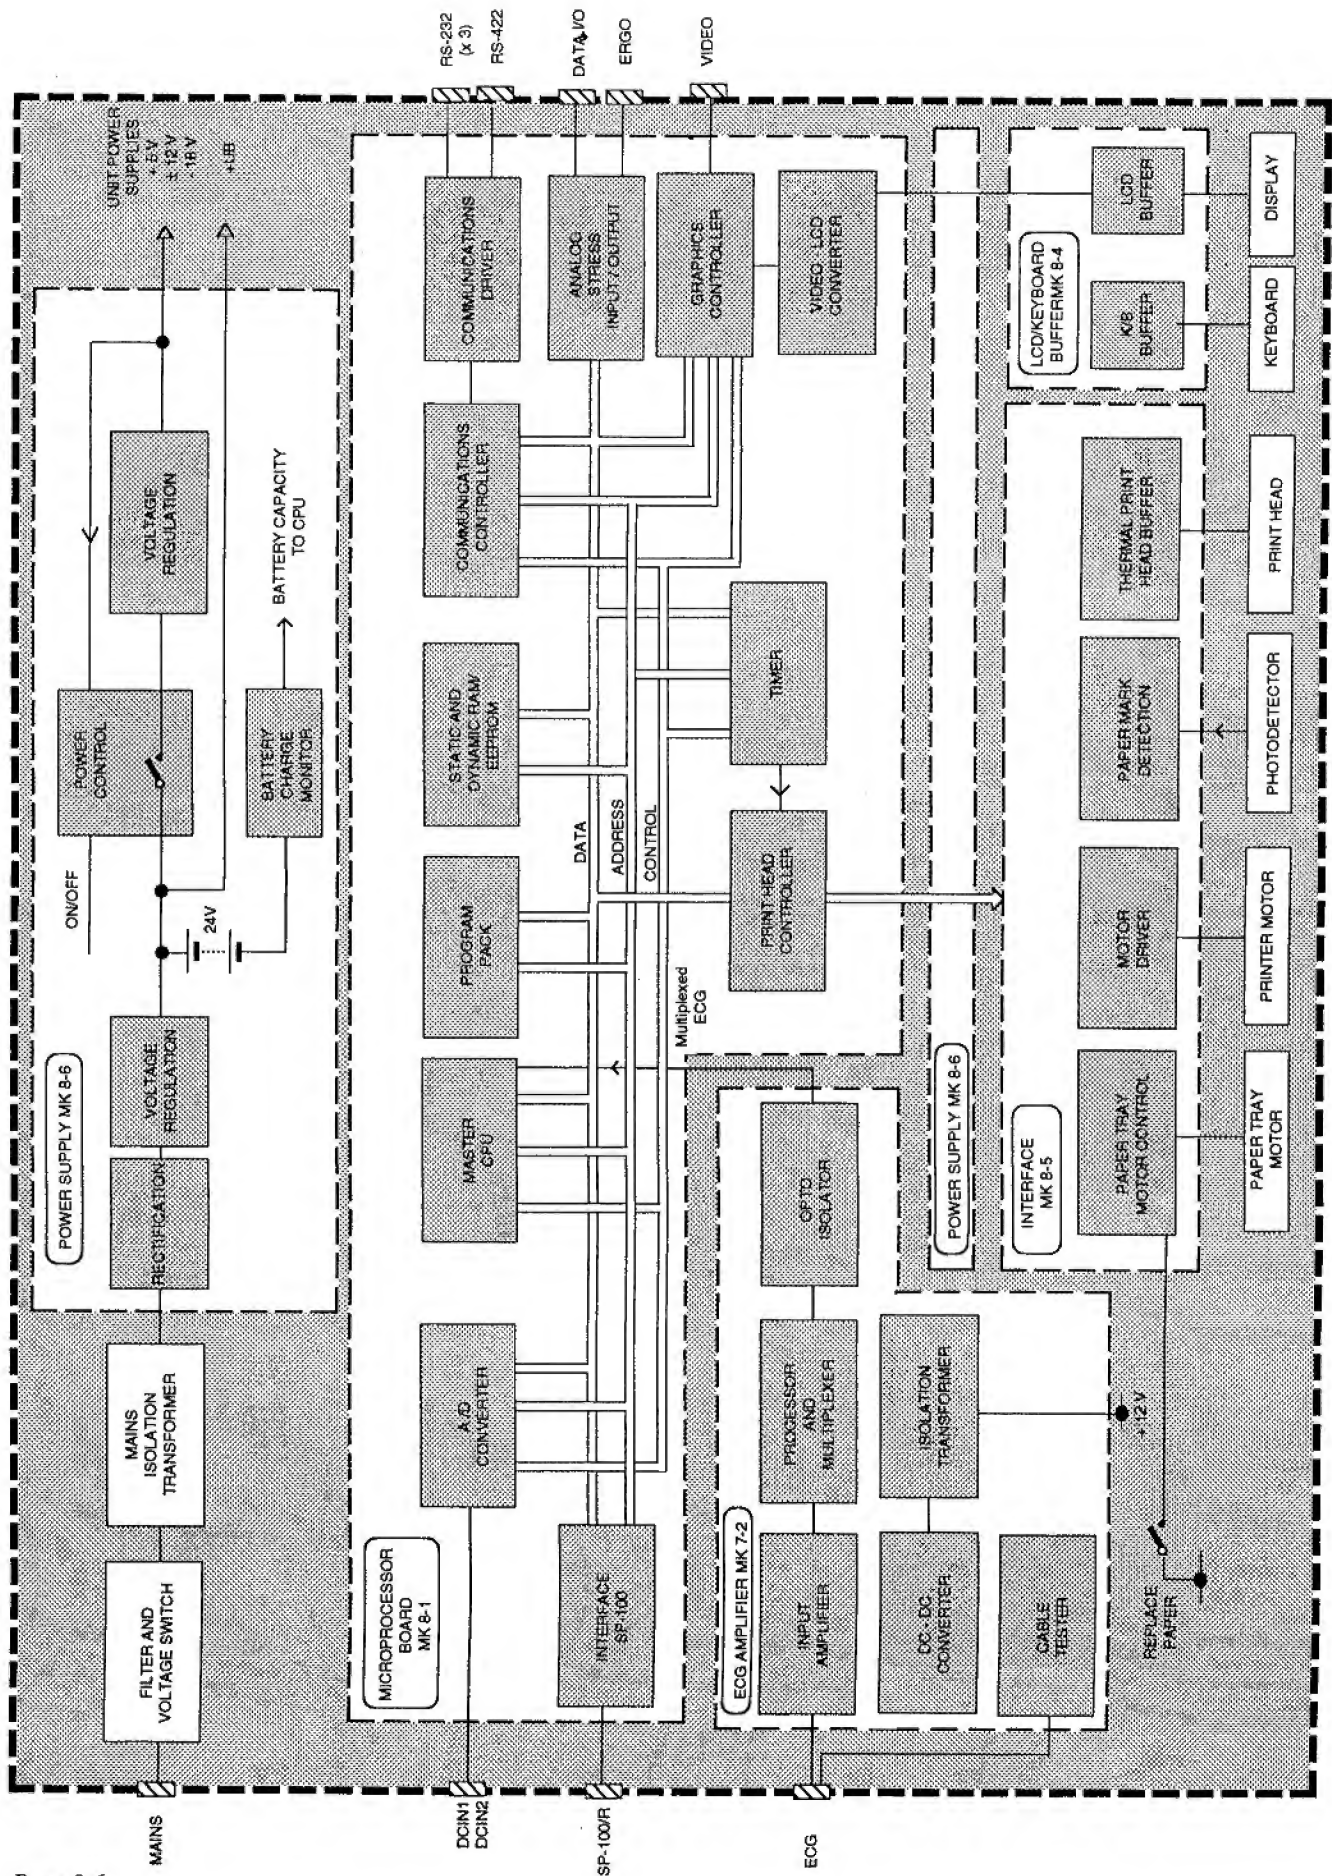 MAINS
FILTER AND
VOLTAGE SWITCH
MAINS
ISOLATION
TRANSFORMER
POWER SUPPLY MK 8-6
RECTIFICATION
VOLTAGE
REGULATION
24V
ON/OFF
POWER
CONTROL
BATTERY
CHARGE
MONITOR
VOLTAGE
REGULATION
BATTERY CAPACITY
TO CPU
UNIT POWER
SUPPLIES
+ 5 V
± 12 V
- 18 V
+UB
DCIN1
DCIN2
SP-100/R
MICROPROCESSOR
BOARD
MK 8-1
A/D
CONVERTER
INTERFACE
SP-100
MASTER
CPU
PROGRAM
PACK
STATIC AND
DYNAMIC RAM/
EEPROM
COMMUNICATIONS
CONTROLLER
COMMUNICATIONS
DRIVER
RS-232
(x 3)
RS-422
ANALOG
STRESS
INPUT / OUTPUT
DATA I/O
ERGO
GRAPHICS
CONTROLLER
VIDEO
VIDEO - LCD
CONVERTER
DATA
ADDRESS
CONTROL
Multiplexed
ECG
PRINT HEAD
CONTROLLER
TIMER
ECG
ECG AMPLIFIER MK 7-2
INPUT
AMPLIFIER
PROCESSOR
AND
MULTIPLEXER
OPTO
ISOLATOR
DC - DC
CONVERTER
ISOLATION
TRANSFORMER
CABLE
TESTER
+12 V
POWER SUPPLY MK 8-6
REPLACE
PAPER
INTERFACE
MK 8-5
PAPER TRAY
MOTOR CONTROL
MOTOR
DRIVER
PAPER MARK
DETECTION
THERMAL PRINT
HEAD BUFFER
LCD/KEYBOARD
BUFFERMK 8-4
K/B
BUFFER
LCD
BUFFER
PAPER TRAY
MOTOR
PRINTER MOTOR
PHOTODETECTOR
PRINT HEAD
KEYBOARD
DISPLAY